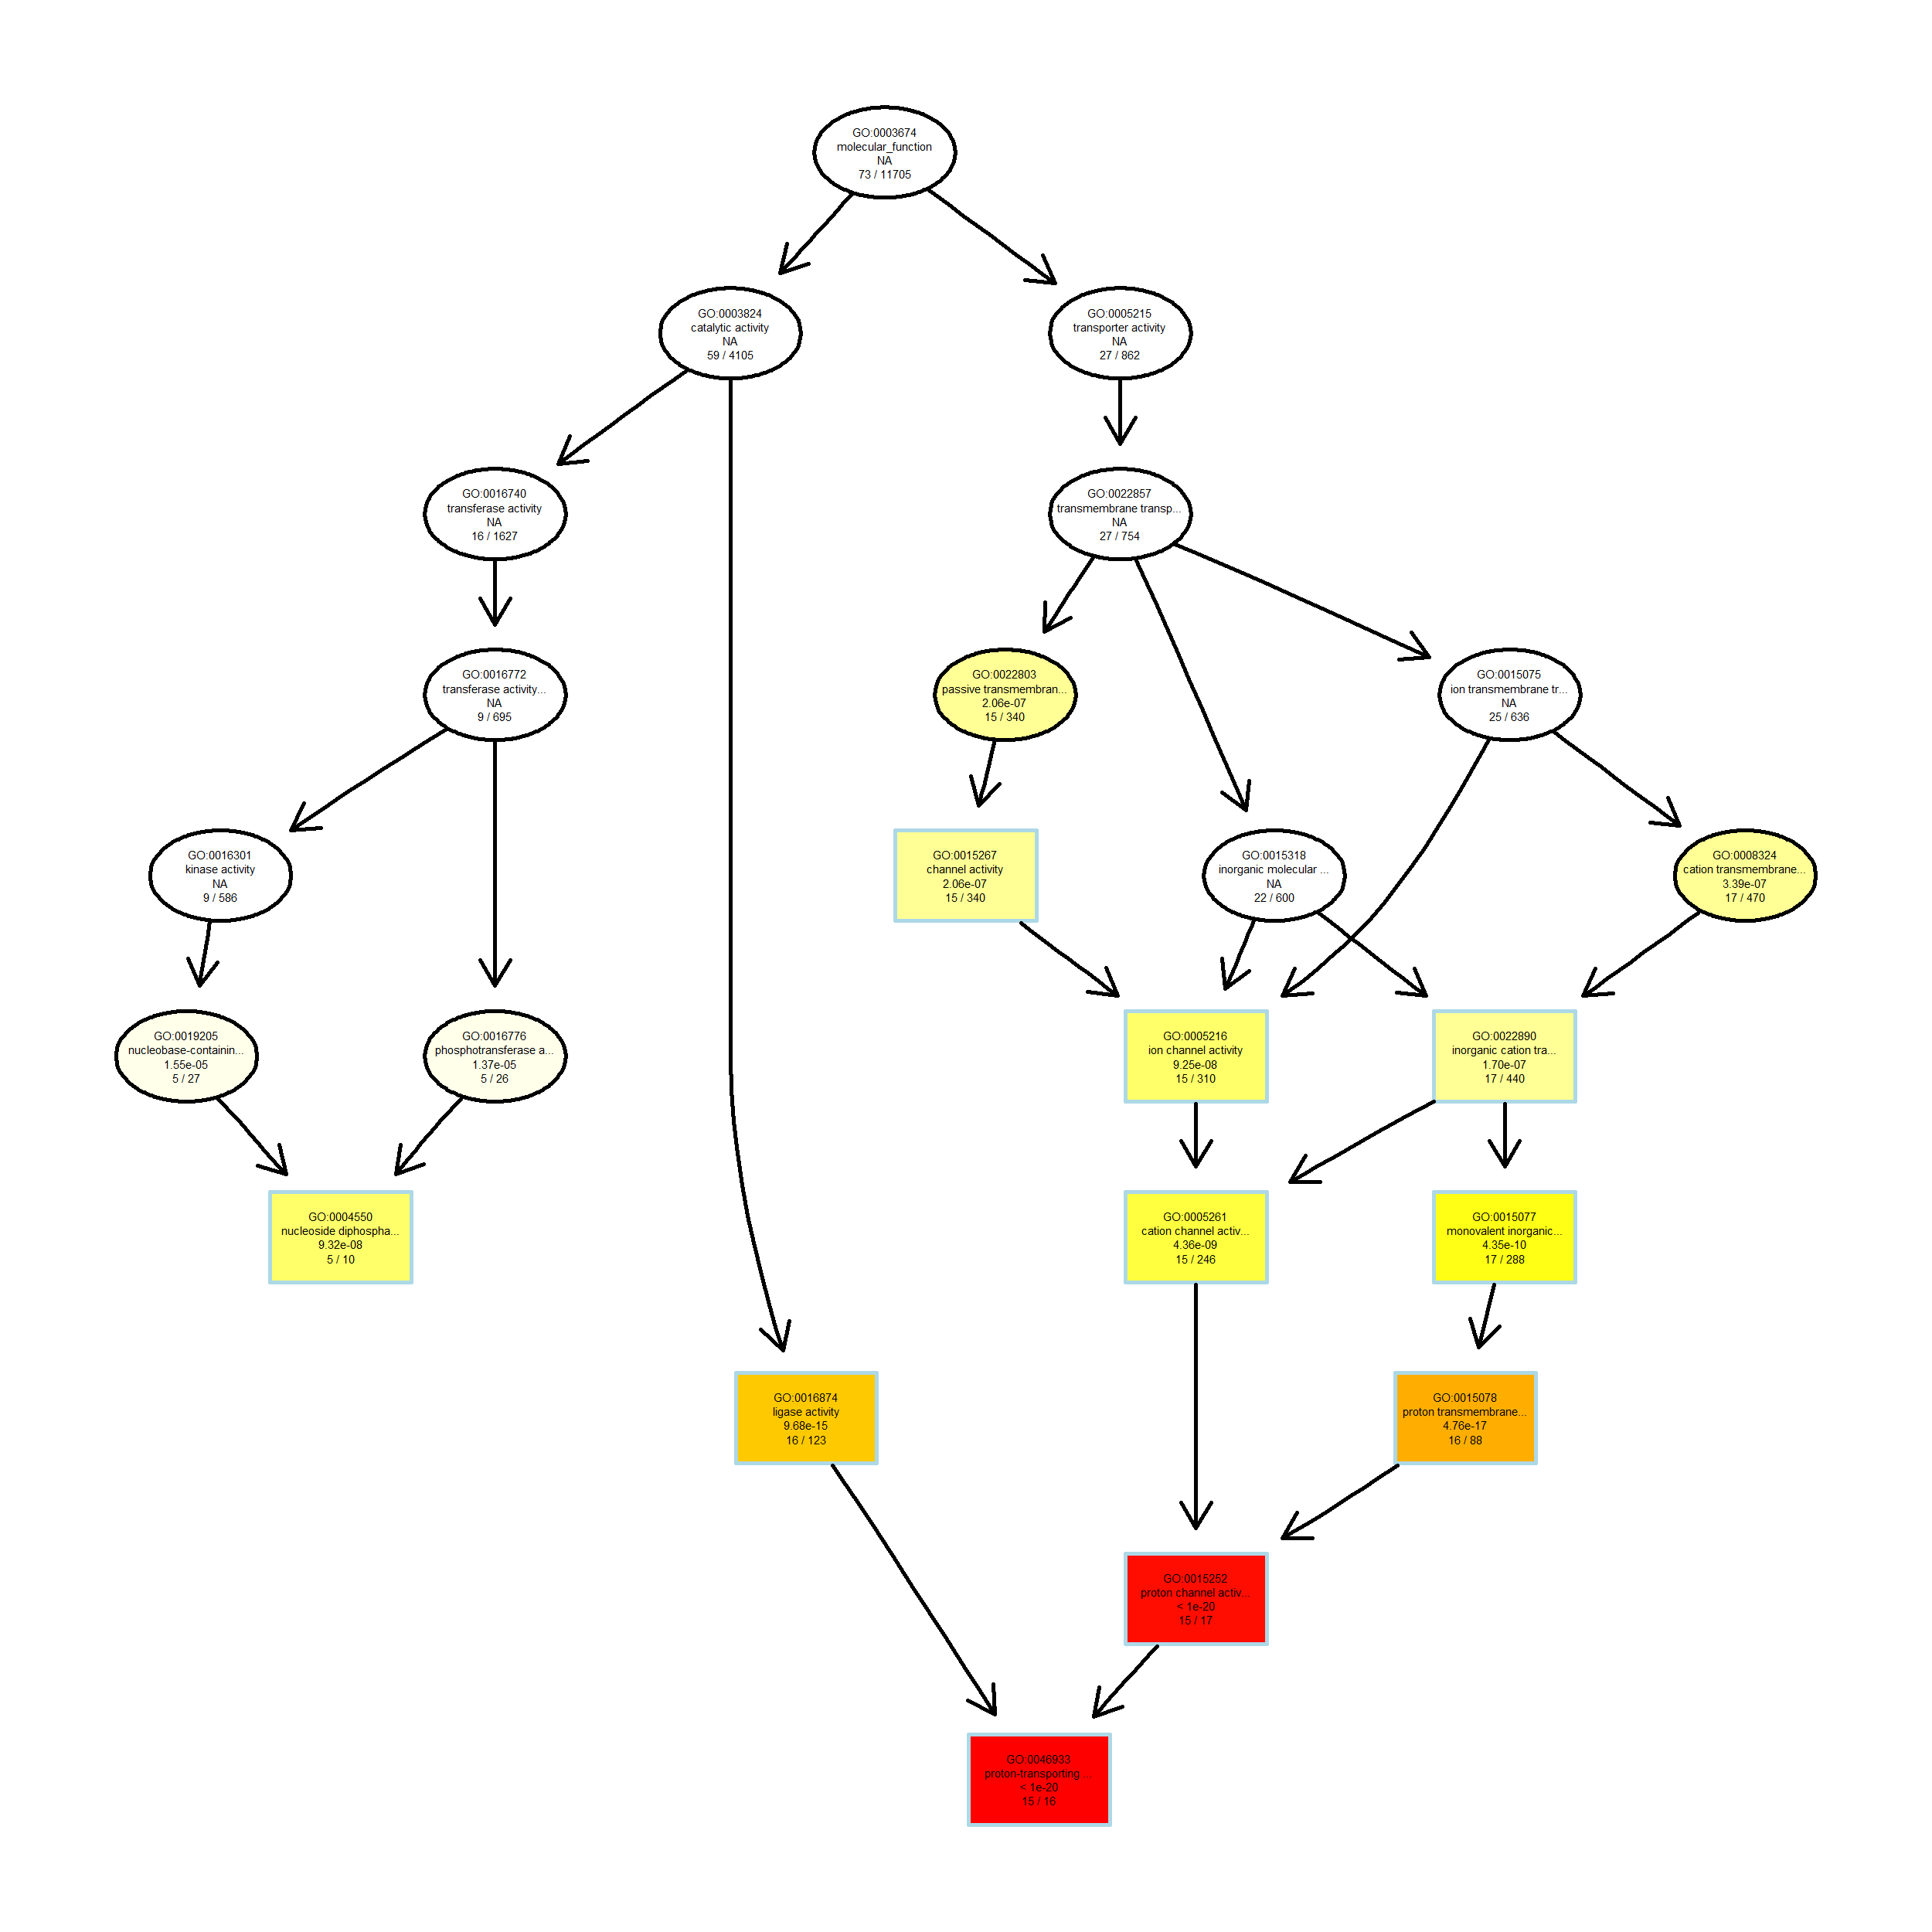 GO:0003674
molecular_function
NA
73 / 11705
GO:0003824
catalytic activity
NA
59 / 4105
GO:0005215
transporter activity
NA
27 / 862
GO:0016740
transferase activity
NA
16 / 1627
GO:0022857
transmembrane transp...
NA
27 / 754
GO:0016772
transferase activity...
NA
9 / 695
GO:0022803
passive transmembran...
2.06e-07
15 / 340
GO:0015075
ion transmembrane tr...
NA
25 / 636
GO:0016301
kinase activity
NA
9 / 586
GO:0015267
channel activity
2.06e-07
15 / 340
GO:0015318
inorganic molecular ...
NA
22 / 600
GO:0008324
cation transmembrane...
3.39e-07
17 / 470
GO:0019205
nucleobase-containin...
1.55e-05
5 / 27
GO:0016776
phosphotransferase a...
1.37e-05
5 / 26
GO:0005216
ion channel activity
9.25e-08
15 / 310
GO:0022890
inorganic cation tra...
1.70e-07
17 / 440
GO:0004550
nucleoside diphospha...
9.32e-08
5 / 10
GO:0005261
cation channel activ...
4.36e-09
15 / 246
GO:0015077
monovalent inorganic...
4.35e-10
17 / 288
GO:0016874
ligase activity
9.68e-15
16 / 123
GO:0015078
proton transmembrane...
4.76e-17
16 / 88
GO:0015252
proton channel activ...
< 1e-20
15 / 17
GO:0046933
proton-transporting ...
< 1e-20
15 / 16